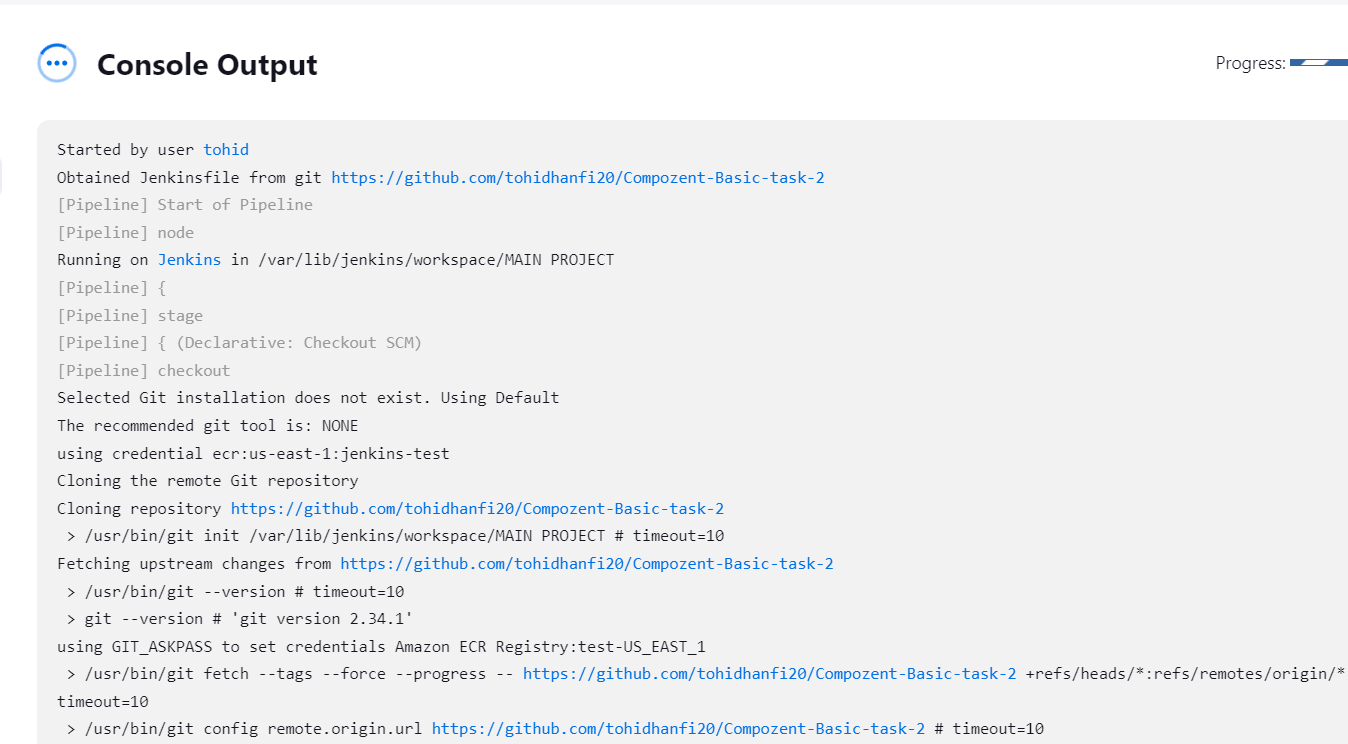 Console Output
Progress:
Started by user tohid
Obtained Jenkinsfile from git https://github.com/tohidhanfi20/Compozent-Basic-task-2
[Pipeline] Start of Pipeline
[Pipeline] node
Running on Jenkins in /var/lib/jenkins/workspace/MAIN PROJECT
[Pipeline] {
[Pipeline] stage
[Pipeline] { (Declarative: Checkout SCM)
[Pipeline] checkout
Selected Git installation does not exist. Using Default
The recommended git tool is: NONE
using credential ecr:us-east-1:jenkins-test
Cloning the remote Git repository
Cloning repository https://github.com/tohidhanfi20/Compozent-Basic-task-2
 > /usr/bin/git init /var/lib/jenkins/workspace/MAIN PROJECT # timeout=10
Fetching upstream changes from https://github.com/tohidhanfi20/Compozent-Basic-task-2
 > /usr/bin/git --version # timeout=10
 > git --version # 'git version 2.34.1'
using GIT_ASKPASS to set credentials Amazon ECR Registry:test-US_EAST_1
 > /usr/bin/git fetch --tags --force --progress -- https://github.com/tohidhanfi20/Compozent-Basic-task-2 +refs/heads/*:refs/remotes/origin/*
timeout=10
 > /usr/bin/git config remote.origin.url https://github.com/tohidhanfi20/Compozent-Basic-task-2 # timeout=10